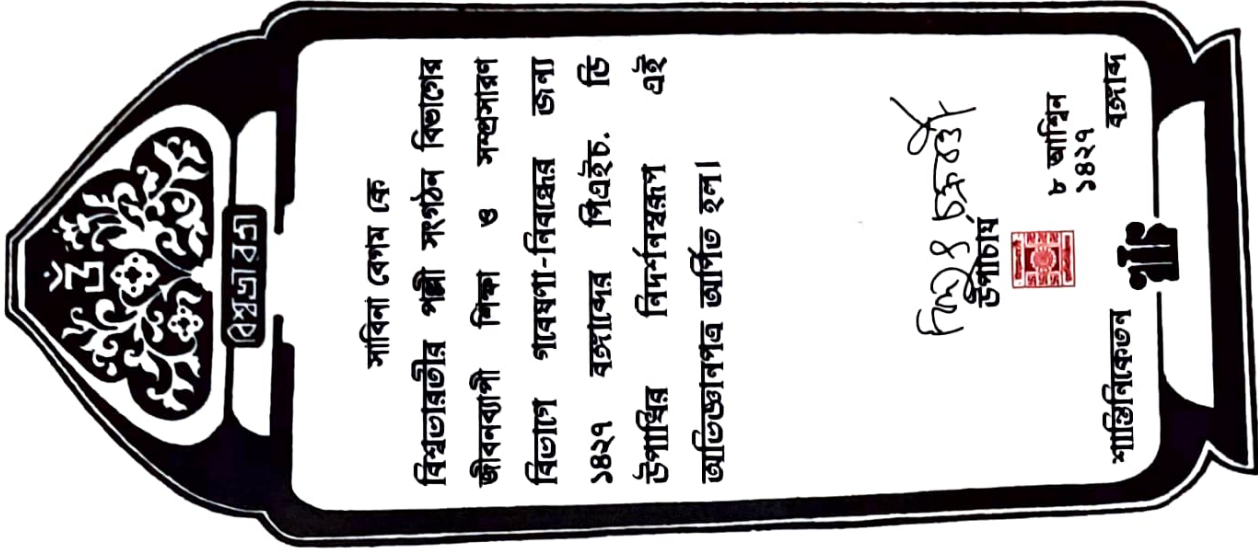 ওঁ
বিশ্বভারতী
সাবিনা বেগম কে
বিশ্বভারতীর পল্লী সংগঠন বিভাগের
জীবনব্যাপী শিক্ষা ও সম্প্রসারণ
বিভাগে গবেষণা-নিবন্ধের জন্য
১৪২৭ বঙ্গাব্দের পিএইচ. ডি
উপাধির নিদর্শনস্বরূপ এই
অভিজ্ঞানপত্র অর্পিত হল।
উপাচার্য
৮ আশ্বিন
১৪২৭
শান্তিনিকেতন বঙ্গাব্দ